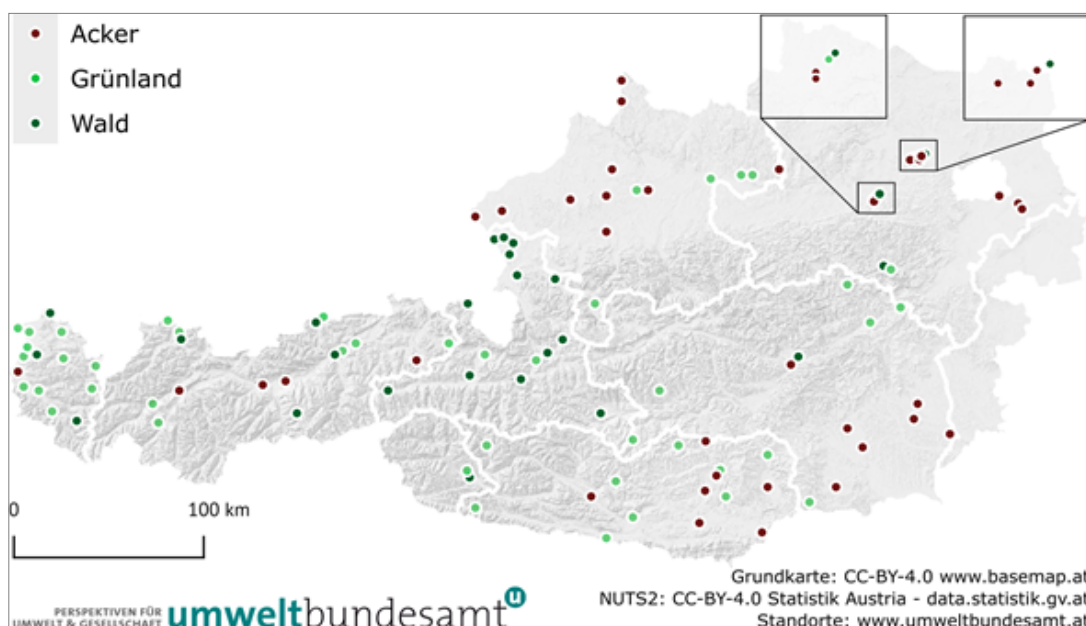 Acker
Grünland
Wald
0
100 km
Grundkarte: CC-BY-4.0 www.basemap.at
NUTS2: CC-BY-4.0 Statistik Austria - data.statistik.gv.at
Standorte: www.umweltbundesamt.at
PERSPEKTIVEN FÜR
UMWELT & GESELLSCHAFT
umweltbundesamt
u